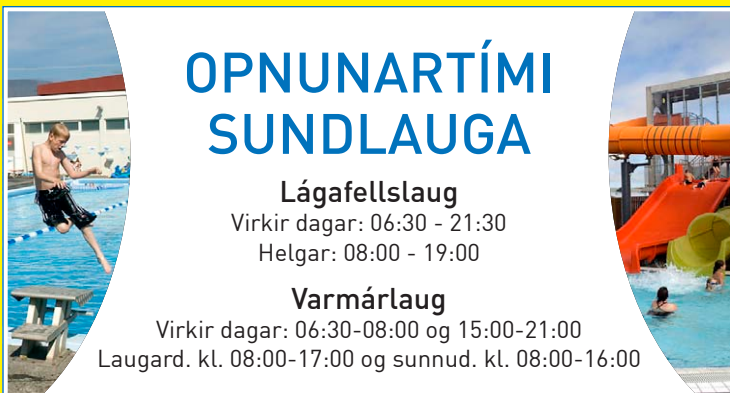 OPNUNARTÍMI
SUNDLAUGA
Lágafellslaug
Virkir dagar: 06:30 - 21:30
Helgar: 08:00 - 19:00
Varmárlaug
Virkir dagar: 06:30-08:00 og 15:00-21:00
Laugard. kl. 08:00-17:00 og sunnud. kl. 08:00-16:00